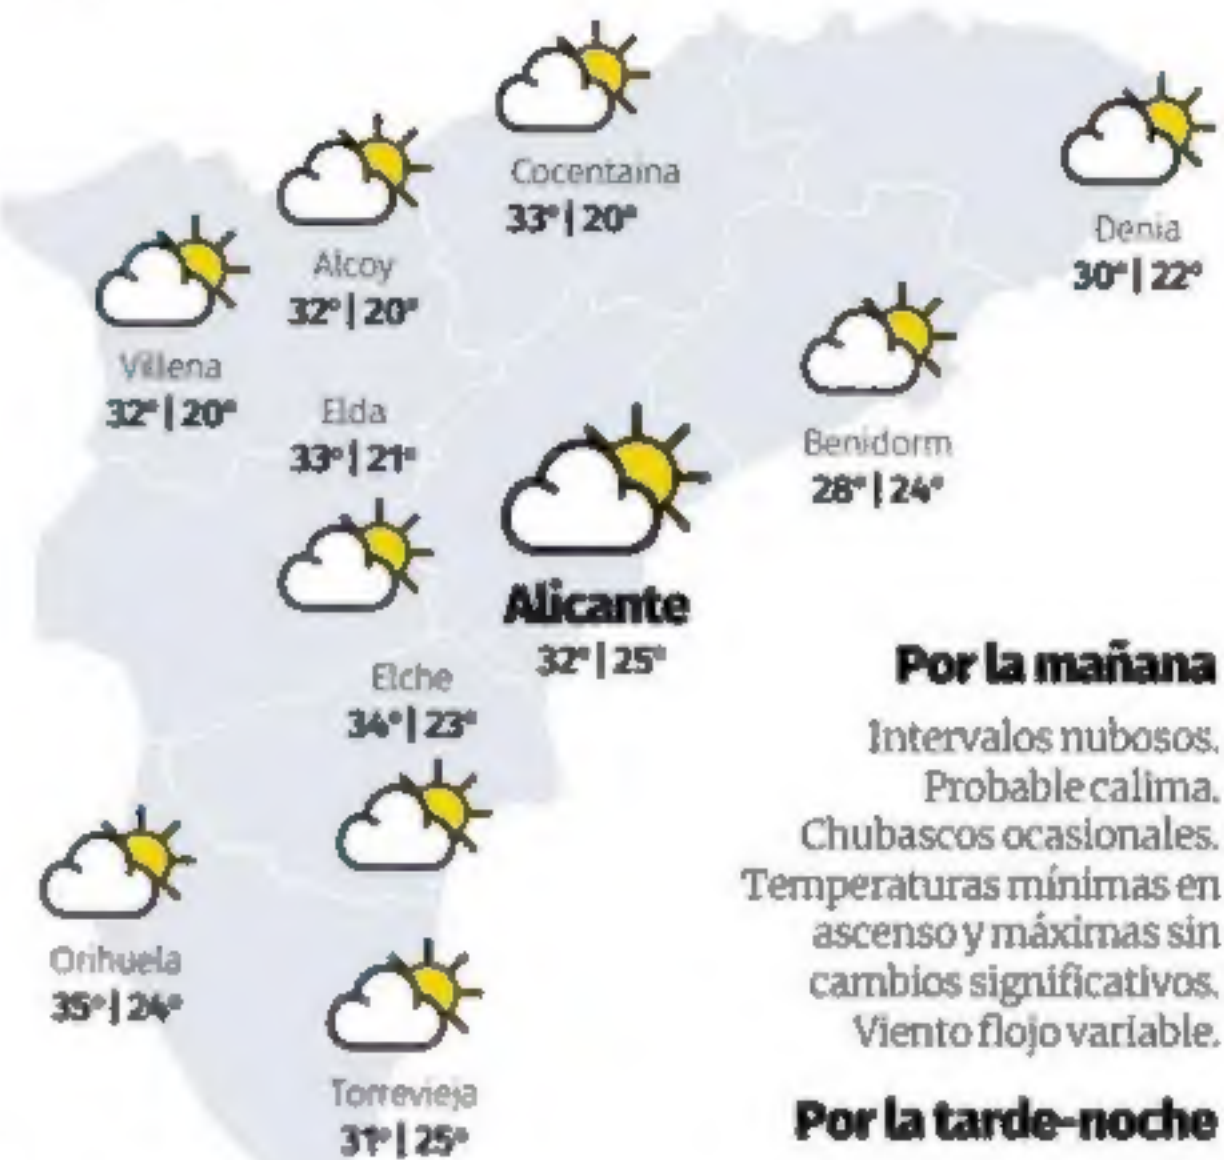 Cocentaina
33° | 20°
Denia
30° | 22°
Alcoy
32° | 20°
Villena
32° | 20°
Elda
33° | 21°
Benidorm
28° | 24°
Alicante
32° | 25°
Elche
34° | 23°
Orihuela
35° | 24°
Torrevieja
31° | 25°
Por la mañana
Intervalos nubosos.
Probable calima.
Chubascos ocasionales.
Temperaturas mínimas en
ascenso y máximas sin
cambios significativos.
Viento flojo variable.
Por la tarde-noche